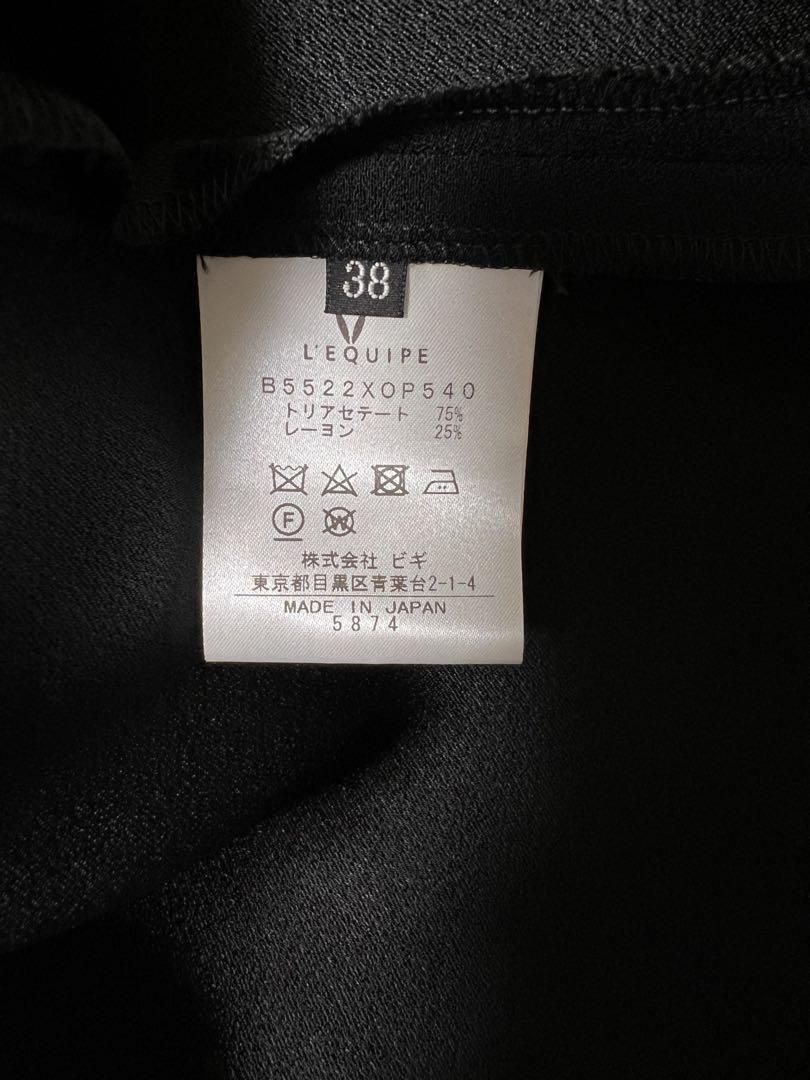 38
L'EQUIPE
B5522XOP540
トリアセテート 75%
レーヨン 25%
F W
株式会社 ビギ
東京都目黒区青葉台2-1-4
MADE IN JAPAN
5874